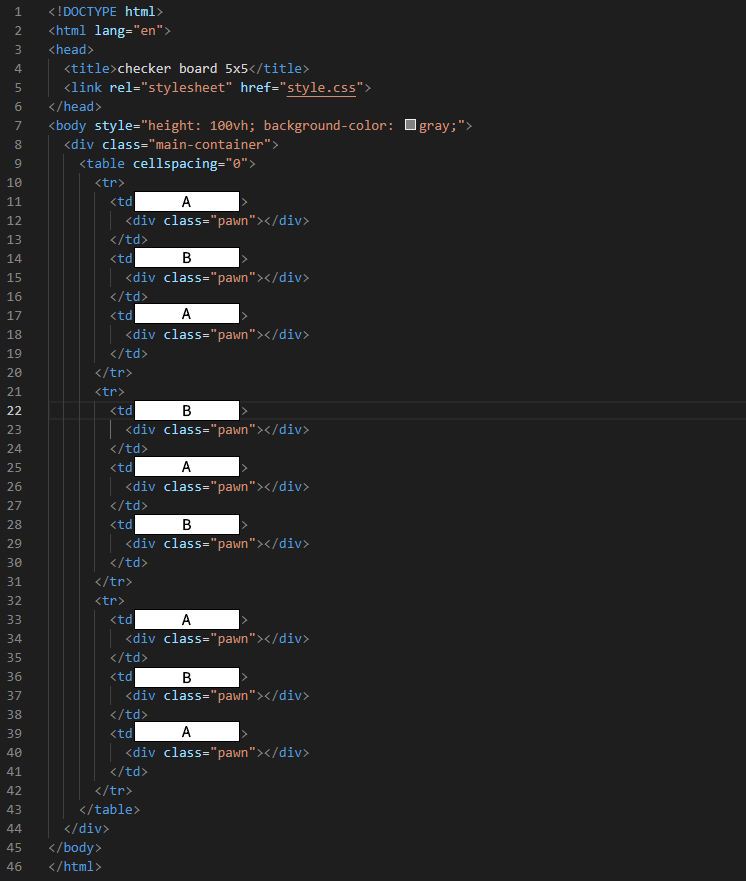 1 <!DOCTYPE html>
2 <html lang="en">
3 <head>
4 <title>checker board 5x5</title>
5 <link rel="stylesheet" href="style.css">
6 </head>
7 <body style="height: 100vh; background-color: gray;">
8 <div class="main-container">
9 <table cellspacing="0">
10 <tr>
11 <td A >
12 <div class="pawn"></div>
13 </td>
14 <td B >
15 <div class="pawn"></div>
16 </td>
17 <td A >
18 <div class="pawn"></div>
19 </td>
20 </tr>
21 <tr>
22 <td B >
23 <div class="pawn"></div>
24 </td>
25 <td A >
26 <div class="pawn"></div>
27 </td>
28 <td B >
29 <div class="pawn"></div>
30 </td>
31 </tr>
32 <tr>
33 <td A >
34 <div class="pawn"></div>
35 </td>
36 <td B >
37 <div class="pawn"></div>
38 </td>
39 <td A >
40 <div class="pawn"></div>
41 </td>
42 </tr>
43 </table>
44 </div>
45 </body>
46 </html>